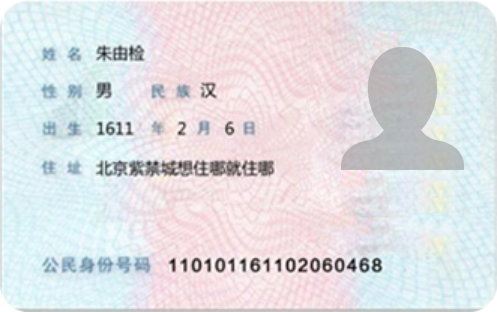 姓名 朱由检
性别 男 民族 汉
出生 1611 年 2 月 6 日
住址 北京紫禁城想住哪就住哪
公民身份号码 110101161102060468